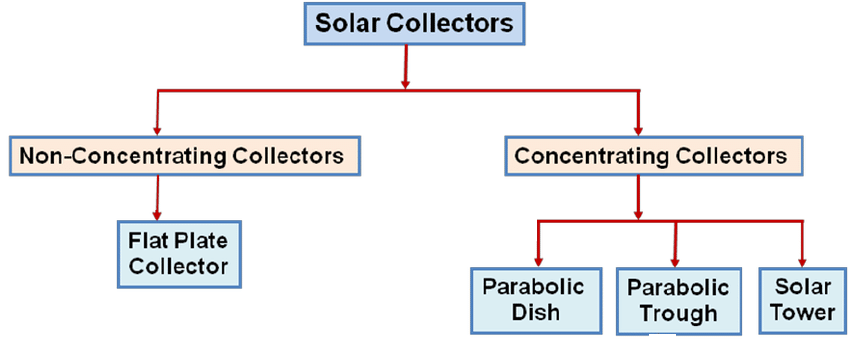 Solar Collectors
Non-Concentrating Collectors
Concentrating Collectors
Flat Plate
Collector
Parabolic
Dish
Parabolic
Trough
Solar
Tower